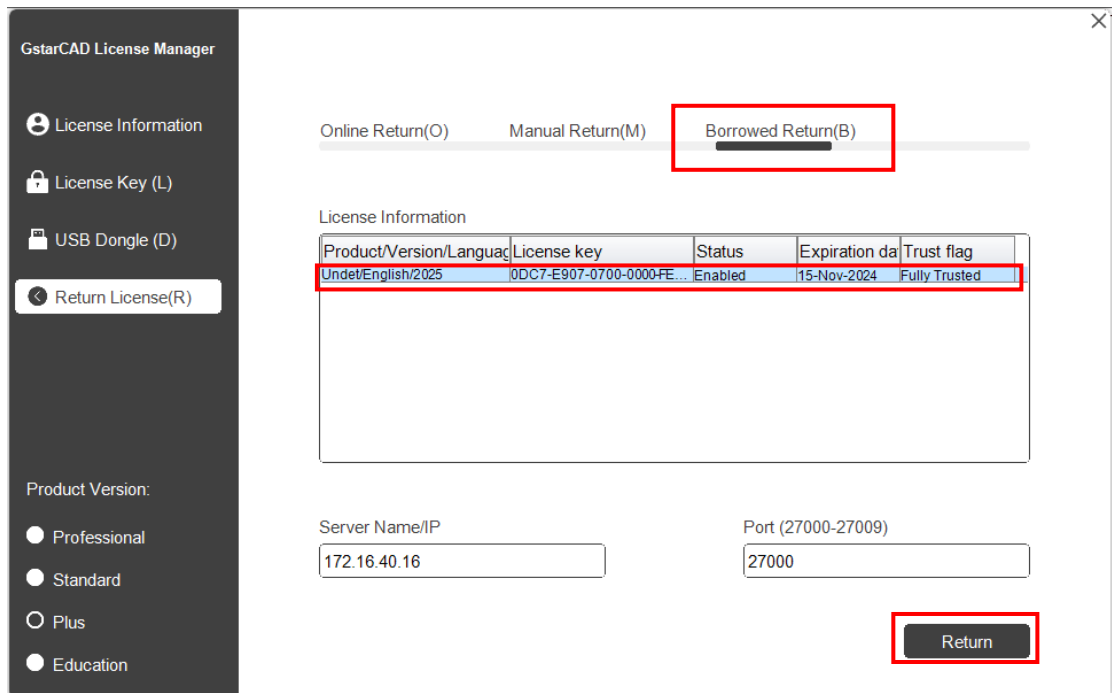 GstarCAD License Manager
License Information
License Key (L)
USB Dongle (D)
Return License(R)
Product Version:
Professional
Standard
Plus
Education
Online Return(O) Manual Return(M) Borrowed Return(B)
License Information
Product/Version/Languag License key Status Expiration da Trust flag
Undet/English/2025 0DC7-E907-0700-0000-FE... Enabled 15-Nov-2024 Fully Trusted
Server Name/IP Port (27000-27009)
172.16.40.16 27000
Return